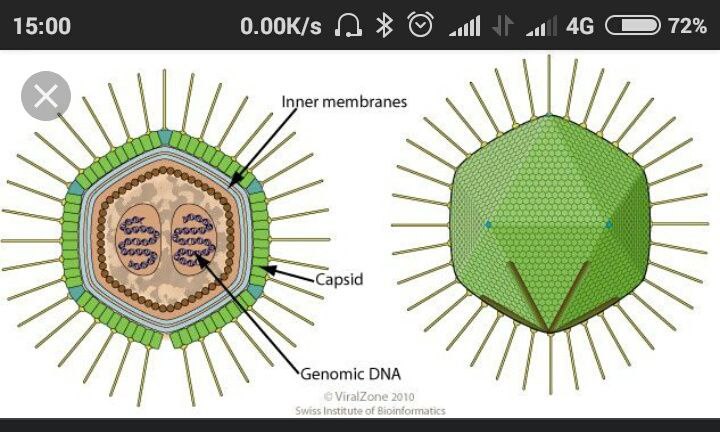 15:00 0.00K/s 4G 72%
Inner membranes
Capsid
Genomic DNA
© ViralZone 2010
Swiss Institute of Bioinformatics